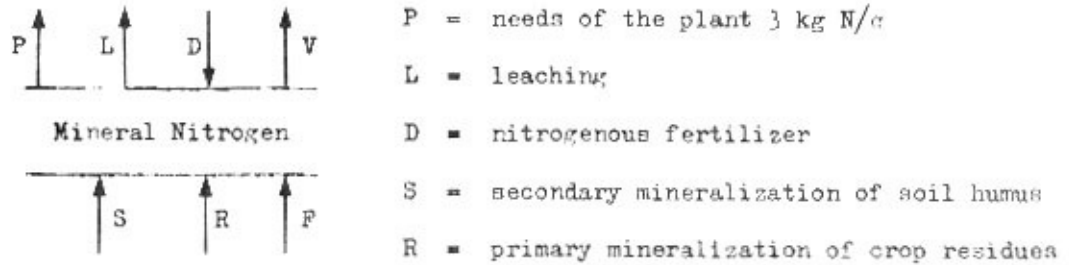 P = needs of the plant 3 kg N/q
P L D V
L = leaching
Mineral Nitrogen
D = nitrogenous fertilizer
S = secondary mineralization of soil humus
S R F
R = primary mineralization of crop residues